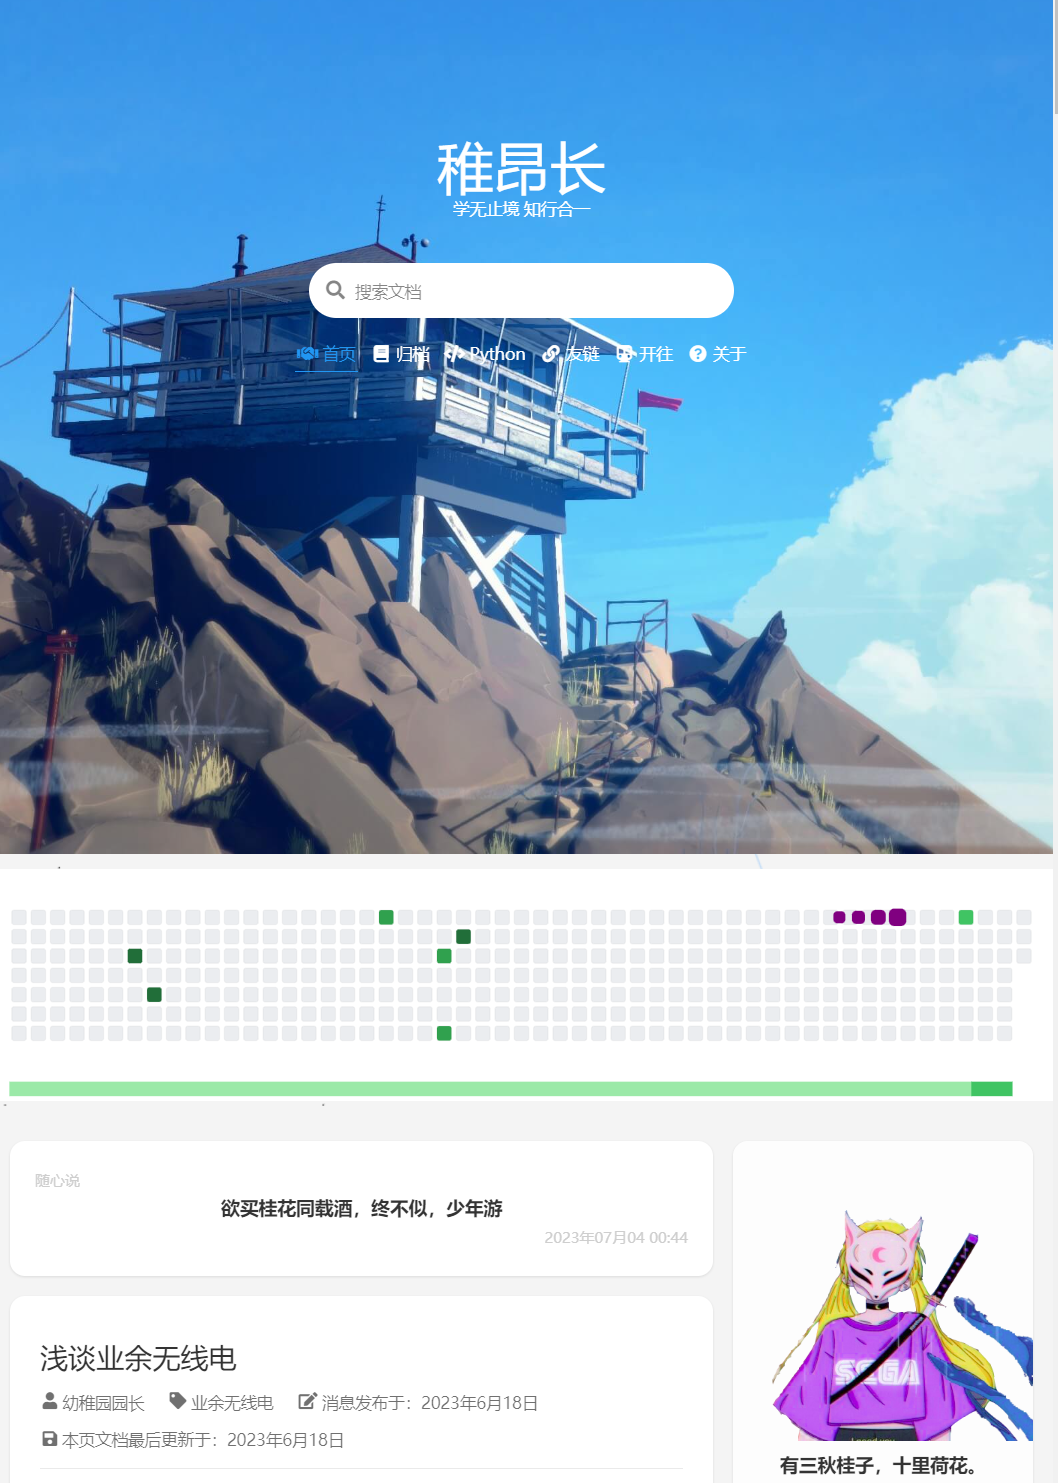 稚昂长
学无止境 知行合一
搜索文档
首页 归档 Python 友链 开往 关于
随心说
欲买桂花同载酒，终不似，少年游
2023年07月04 00:44
浅谈业余无线电
幼稚园园长 业余无线电 消息发布于：2023年6月18日
本页文档最后更新于：2023年6月18日
SEGA
有三秋桂子，十里荷花。